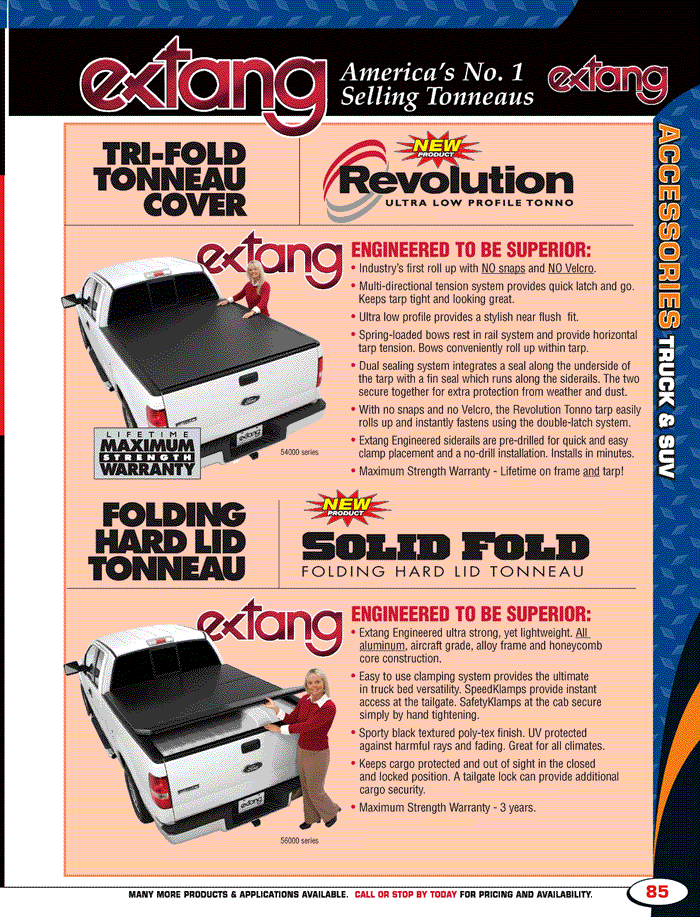 extang
America's No. 1
Selling Tonneaus
extang
TRI-FOLD
TONNEAU
COVER
NEW
PRODUCT
Revolution
ULTRA LOW PROFILE TONNO
ACCESSORIES TRUCK & SUV
extang
ENGINEERED TO BE SUPERIOR:
• Industry's first roll up with NO snaps and NO Velcro.
• Multi-directional tension system provides quick latch and go.
Keeps tarp tight and looking great.
• Ultra low profile provides a stylish near flush fit.
• Spring-loaded bows rest in rail system and provide horizontal
tarp tension. Bows conveniently roll up within tarp.
• Dual sealing system integrates a seal along the underside of
the tarp with a fin seal which runs along the siderails. The two
secure together for extra protection from weather and dust.
• With no snaps and no Velcro, the Revolution Tonno tarp easily
rolls up and instantly fastens using the double-latch system.
• Extang Engineered siderails are pre-drilled for quick and easy
clamp placement and a no-drill installation. Installs in minutes.
• Maximum Strength Warranty - Lifetime on frame and tarp!
extang
LIFETIME
MAXIMUM
STRENGTH
WARRANTY
54000 series
FOLDING
HARD LID
TONNEAU
NEW
PRODUCT
SOLID FOLD
FOLDING HARD LID TONNEAU
extang
ENGINEERED TO BE SUPERIOR:
• Extang Engineered ultra strong, yet lightweight. All
aluminum, aircraft grade, alloy frame and honeycomb
core construction.
• Easy to use clamping system provides the ultimate
in truck bed versatility. SpeedKlamps provide instant
access at the tailgate. SafetyKlamps at the cab secure
simply by hand tightening.
• Sporty black textured poly-tex finish. UV protected
against harmful rays and fading. Great for all climates.
• Keeps cargo protected and out of sight in the closed
and locked position. A tailgate lock can provide additional
cargo security.
• Maximum Strength Warranty - 3 years.
extang
56000 series
MANY MORE PRODUCTS & APPLICATIONS AVAILABLE. CALL OR STOP BY TODAY FOR PRICING AND AVAILABILITY.
85